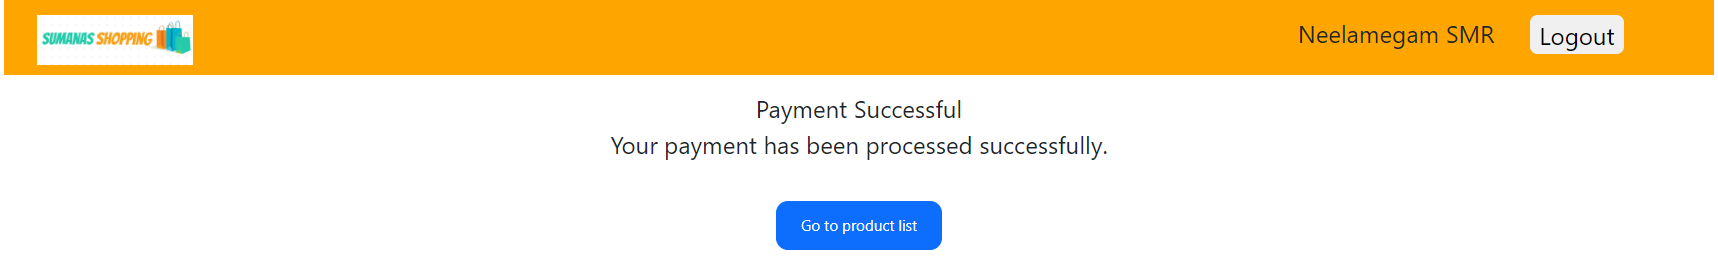 SUMANAS SHOPPING
Neelamegam SMR
Logout
Payment Successful
Your payment has been processed successfully.
Go to product list